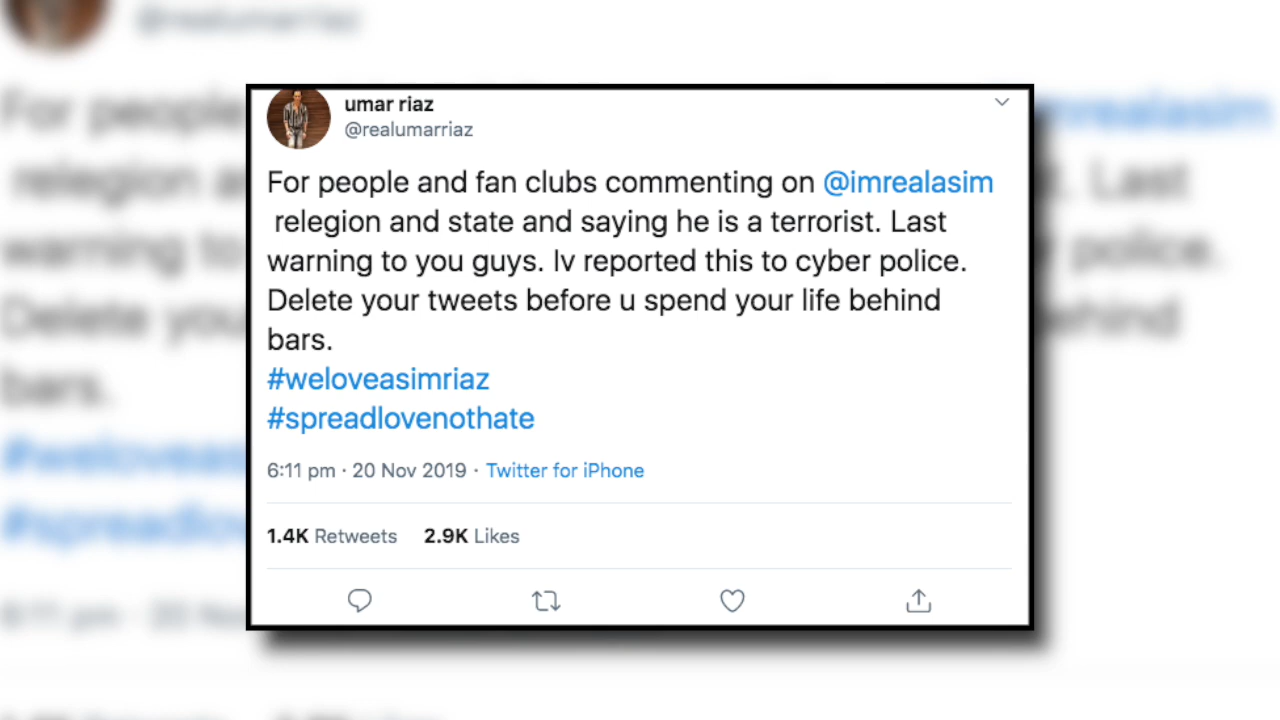 umar riaz
@realumarriaz
For people and fan clubs commenting on @imrealasim
relegion and state and saying he is a terrorist. Last
warning to you guys. Iv reported this to cyber police.
Delete your tweets before u spend your life behind
bars.
#weloveasimriaz
#spreadlovenothate
6:11 pm · 20 Nov 2019 · Twitter for iPhone
1.4K Retweets 2.9K Likes